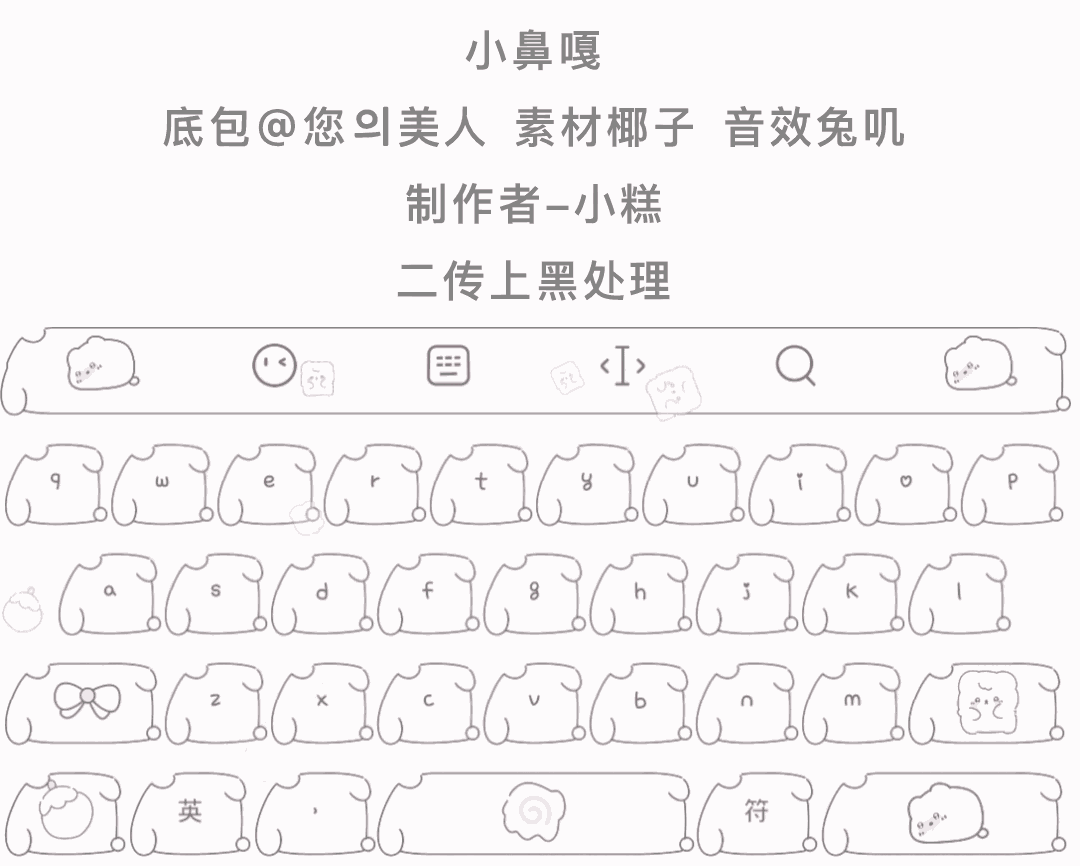 小鼻嘎
底包@您의美人 素材椰子 音效兔叽
制作者–小糕
二传上黑处理
q w e r t y u i o p
a s d f g h j k l
z x c v b n m
英 , 符